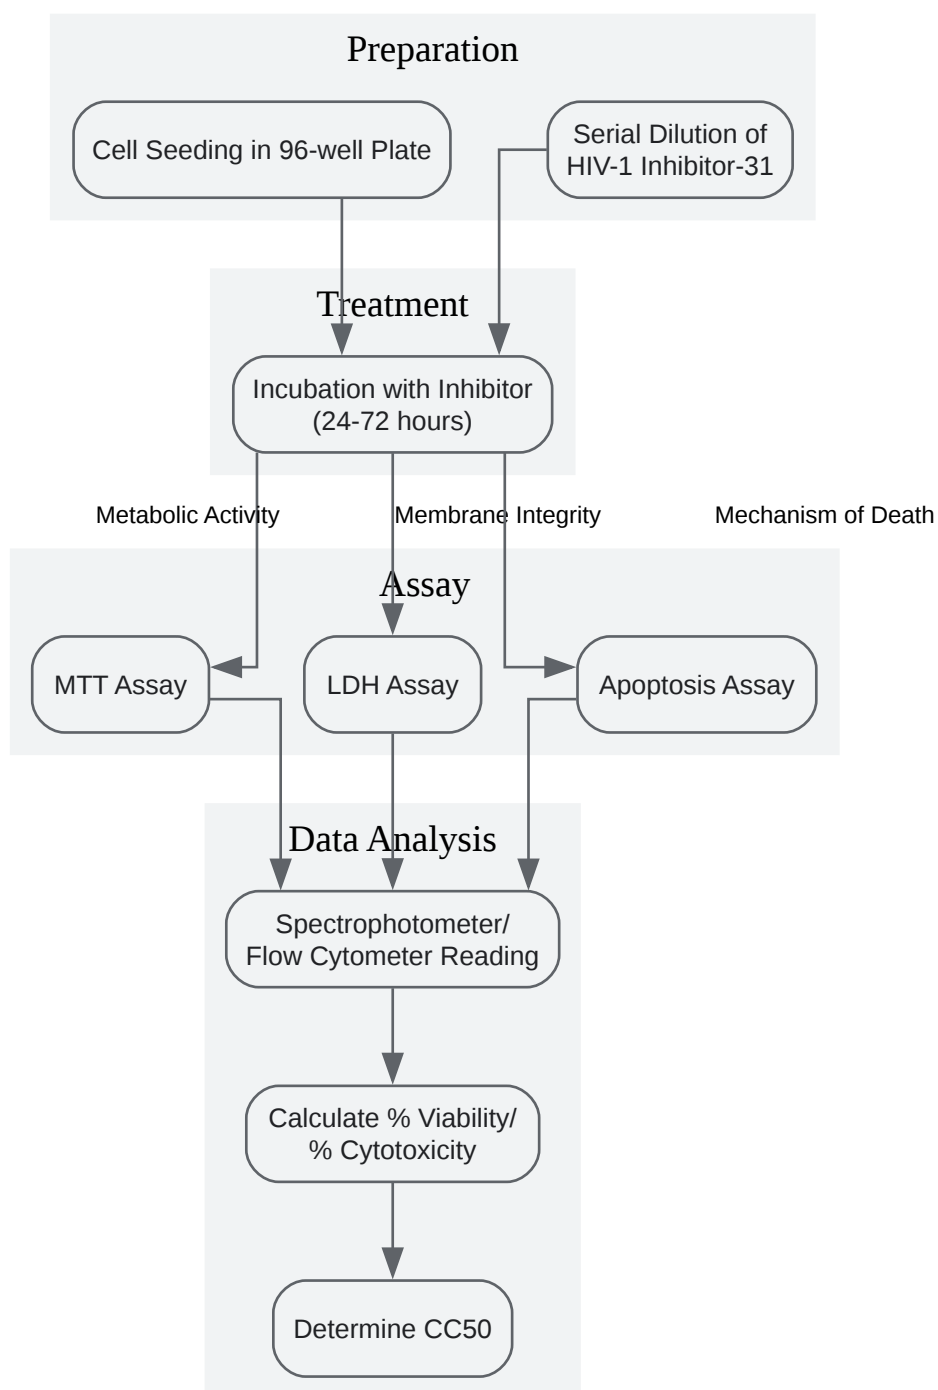 Preparation
Cell Seeding in 96-well Plate
Serial Dilution of
HIV-1 Inhibitor-31
Treatment
Incubation with Inhibitor
(24-72 hours)
Metabolic Activity
Membrane Integrity
Mechanism of Death
Assay
MTT Assay
LDH Assay
Apoptosis Assay
Data Analysis
Spectrophotometer/
Flow Cytometer Reading
Calculate % Viability/
% Cytotoxicity
Determine CC50